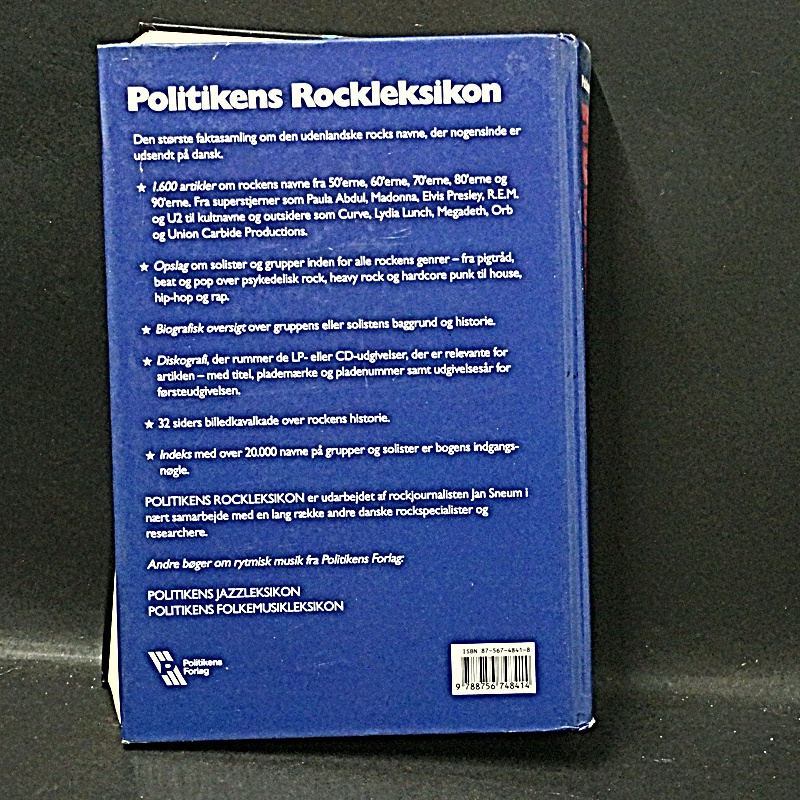 Politikens Rockleksikon
Den største faktasamling om den udenlandske rocks navne, der nogensinde er
udsendt på dansk.
★ 1.600 artikler om rockens navne fra 50'erne, 60'erne, 70'erne, 80'erne og
90'erne. Fra superstjerner som Paula Abdul, Madonna, Elvis Presley, R.E.M.
og U2 til kultnavne og outsidere som Curve, Lydia Lunch, Megadeth, Orb
og Union Carbide Productions.
★ Opslag om solister og grupper inden for alle rockens genrer – fra pigtråd,
beat og pop over psykedelisk rock, heavy rock og hardcore punk til house,
hip-hop og rap.
★ Biografisk oversigt over gruppens eller solistens baggrund og historie.
★ Diskografi, der rummer de LP- eller CD-udgivelser, der er relevante for
artiklen – med titel, plademærke og pladenummer samt udgivelsesår for
førsteudgivelsen.
★ 32 siders billedkavalkade over rockens historie.
★ Indeks med over 20.000 navne på grupper og solister er bogens indgangs-
nøgle.
POLITIKENS ROCKLEKSIKON er udarbejdet af rockjournalisten Jan Sneum i
nært samarbejde med en lang række andre danske rockspecialister og
researchere.
Andre bøger om rytmisk musik fra Politikens Forlag:
POLITIKENS JAZZLEKSIKON
POLITIKENS FOLKEMUSIKLEKSIKON
Politikens
Forlag
ISBN 87-567-4841-8
9 788756 748414